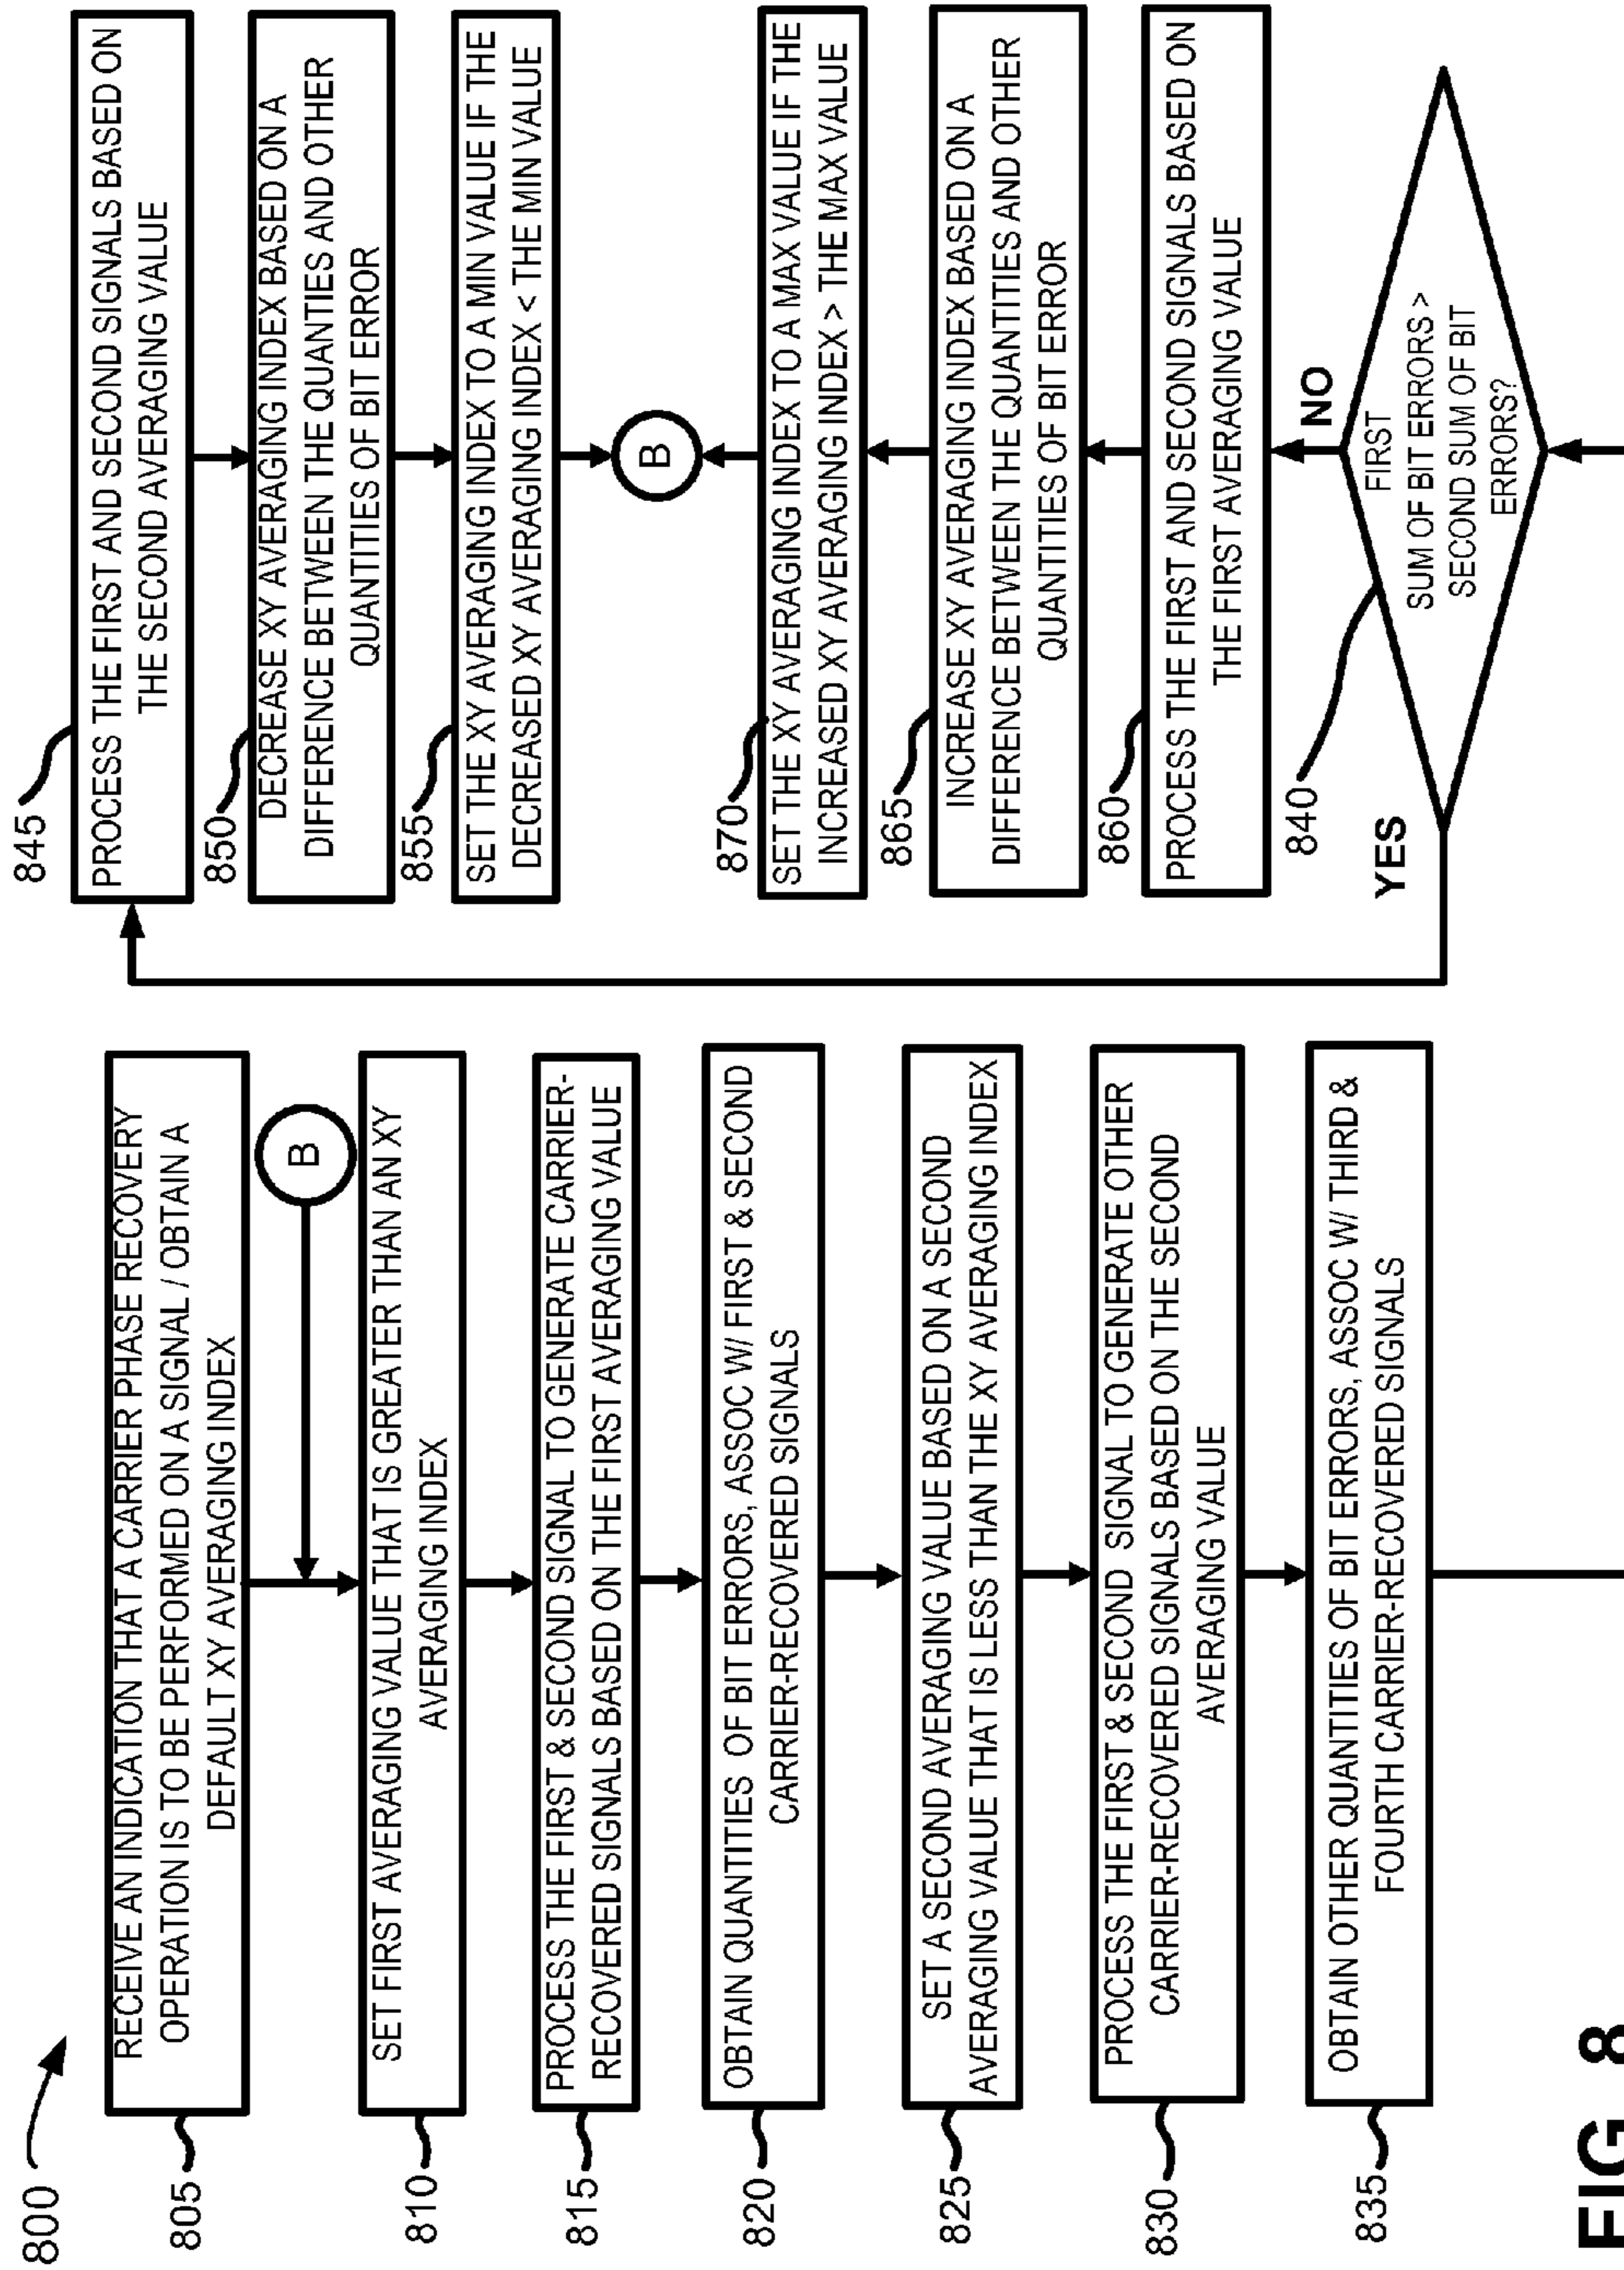 800
805
RECEIVE AN INDICATION THAT A CARRIER PHASE RECOVERY
OPERATION IS TO BE PERFORMED ON A SIGNAL / OBTAIN A
DEFAULT XY AVERAGING INDEX
B
810
SET FIRST AVERAGING VALUE THAT IS GREATER THAN AN XY
AVERAGING INDEX
815
PROCESS THE FIRST & SECOND SIGNAL TO GENERATE CARRIER-
RECOVERED SIGNALS BASED ON THE FIRST AVERAGING VALUE
820
OBTAIN QUANTITIES OF BIT ERRORS, ASSOC W/ FIRST & SECOND
CARRIER-RECOVERED SIGNALS
825
SET A SECOND AVERAGING VALUE BASED ON A SECOND
AVERAGING VALUE THAT IS LESS THAN THE XY AVERAGING INDEX
830
PROCESS THE FIRST & SECOND SIGNAL TO GENERATE OTHER
CARRIER-RECOVERED SIGNALS BASED ON THE SECOND
AVERAGING VALUE
835
OBTAIN OTHER QUANTITIES OF BIT ERRORS, ASSOC W/ THIRD &
FOURTH CARRIER-RECOVERED SIGNALS
845
PROCESS THE FIRST AND SECOND SIGNALS BASED ON
THE SECOND AVERAGING VALUE
850
DECREASE XY AVERAGING INDEX BASED ON A
DIFFERENCE BETWEEN THE QUANTIES AND OTHER
QUANTITIES OF BIT ERROR
855
SET THE XY AVERAGING INDEX TO A MIN VALUE IF THE
DECREASED XY AVERAGING INDEX < THE MIN VALUE
B
870
SET THE XY AVERAGING INDEX TO A MAX VALUE IF THE
INCREASED XY AVERAGING INDEX > THE MAX VALUE
865
INCREASE XY AVERAGING INDEX BASED ON A
DIFFERENCE BETWEEN THE QUANTITIES AND OTHER
QUANTITIES OF BIT ERROR
860
PROCESS THE FIRST AND SECOND SIGNALS BASED ON
THE FIRST AVERAGING VALUE
840
YES
NO
FIRST
SUM OF BIT ERRORS >
SECOND SUM OF BIT
ERRORS?
FIG. 8